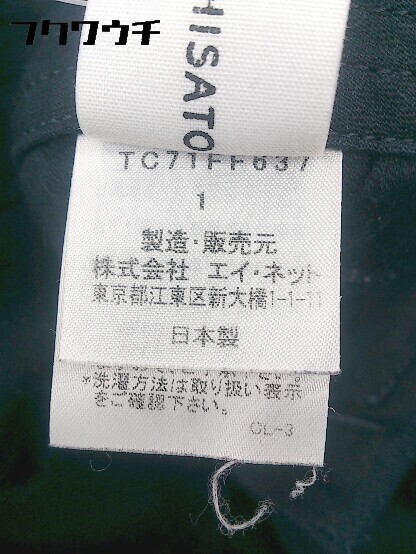 フクワウチ
HISATO
TC71FF637
1
製造・販売元
株式会社 エイ・ネット
東京都江東区新大橋1-1-11
日本製
*洗濯方法は取り扱い表示
をご確認下さい。
CL-3